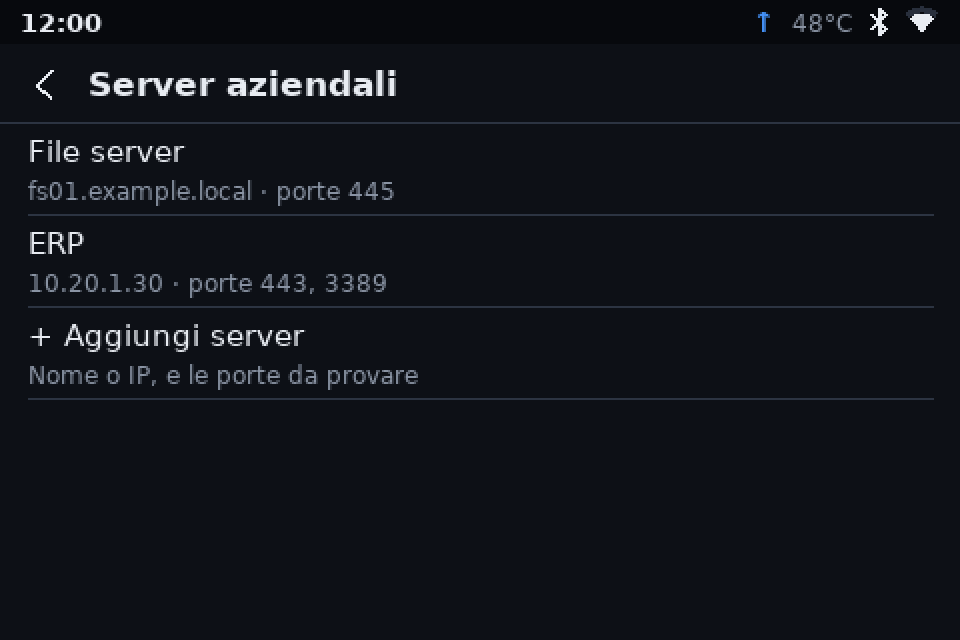 12:00
↑ 48°C
Server aziendali
File server
fs01.example.local · porte 445
ERP
10.20.1.30 · porte 443, 3389
+ Aggiungi server
Nome o IP, e le porte da provare